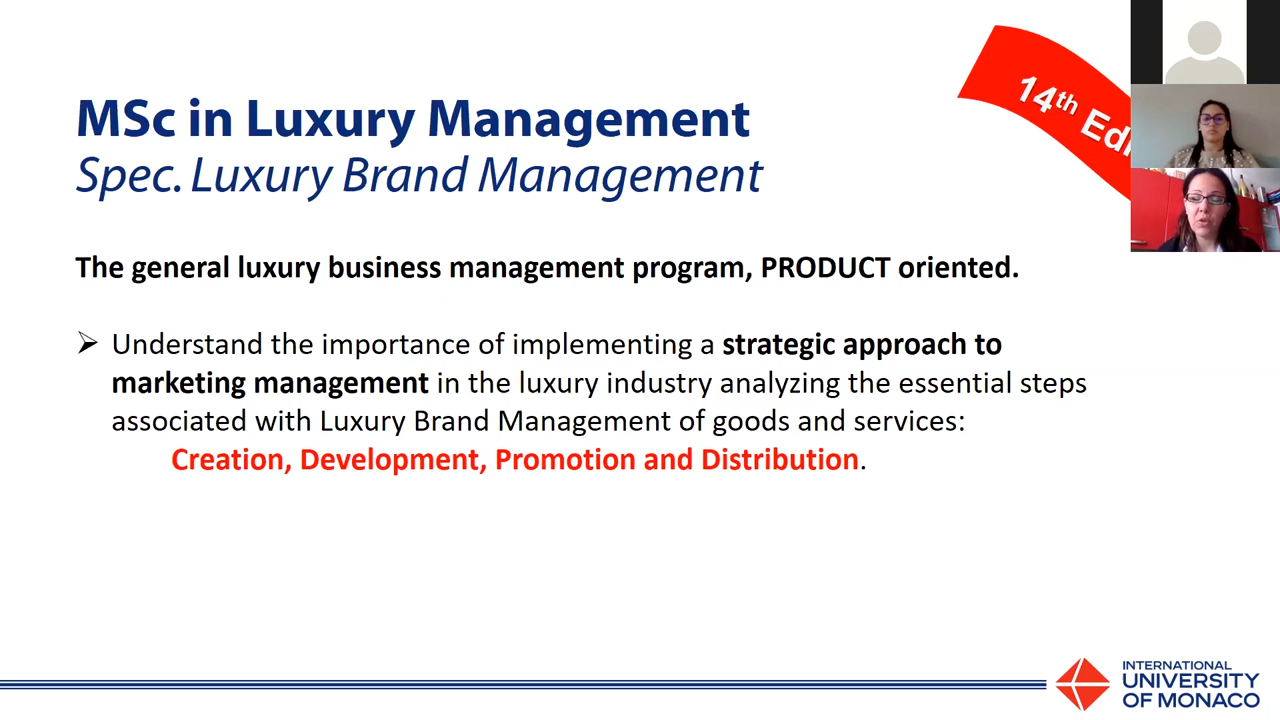 MSc in Luxury Management
Spec. Luxury Brand Management
14th Edi
The general luxury business management program, PRODUCT oriented.
➢ Understand the importance of implementing a strategic approach to
marketing management in the luxury industry analyzing the essential steps
associated with Luxury Brand Management of goods and services:
Creation, Development, Promotion and Distribution.
INTERNATIONAL
UNIVERSITY
OF MONACO